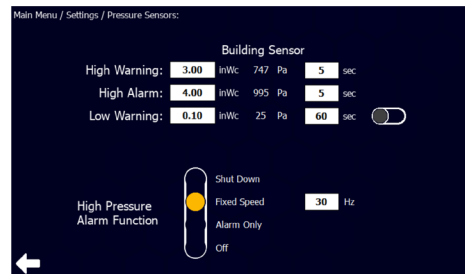 Main Menu / Settings / Pressure Sensors:
Building Sensor
High Warning: 3.00 inWc 747 Pa 5 sec
High Alarm: 4.00 inWc 995 Pa 5 sec
Low Warning: 0.10 inWc 25 Pa 60 sec
Shut Down
High Pressure Fixed Speed 30 Hz
Alarm Function Alarm Only
Off